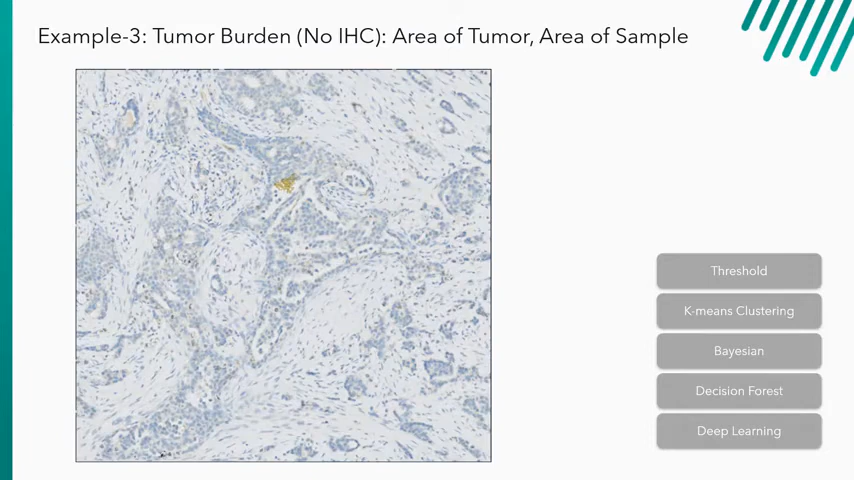 Example-3: Tumor Burden (No IHC): Area of Tumor, Area of Sample
Threshold
K-means Clustering
Bayesian
Decision Forest
Deep Learning